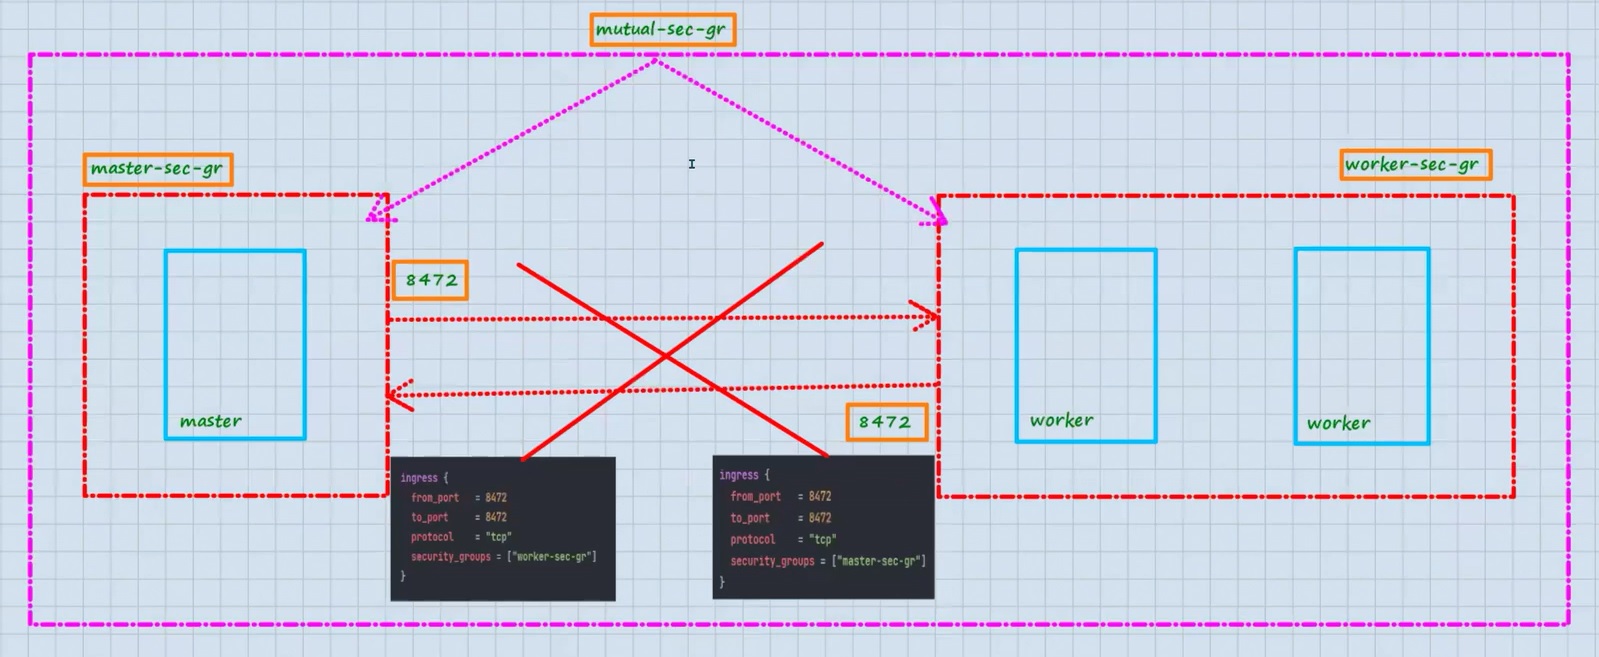 mutual-sec-gr
master-sec-gr
worker-sec-gr
8472
master
8472
worker
worker
ingress {
from_port = 8472
to_port = 8472
protocol = "tcp"
security_groups = ["worker-sec-gr"]
}
ingress {
from_port = 8472
to_port = 8472
protocol = "tcp"
security_groups = ["master-sec-gr"]
}